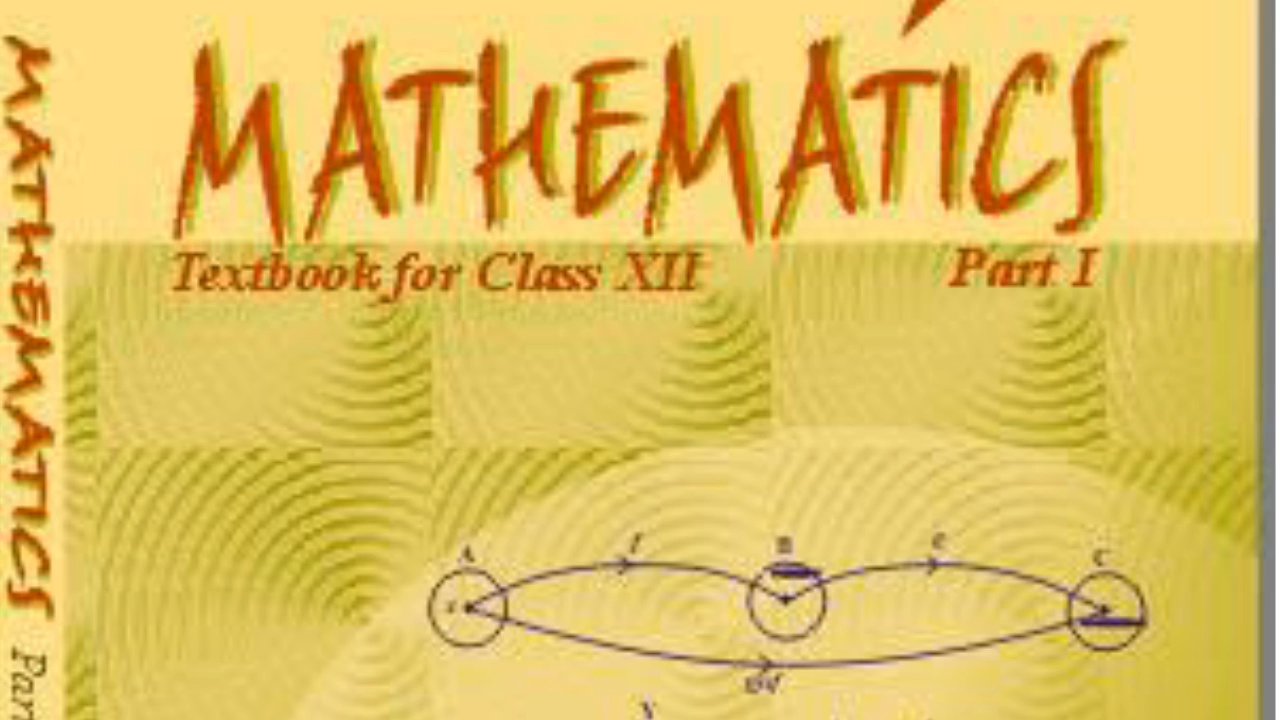 MATHEMATICS
Textbook for Class XII Part I
MATHEMATICS
A f B C
x